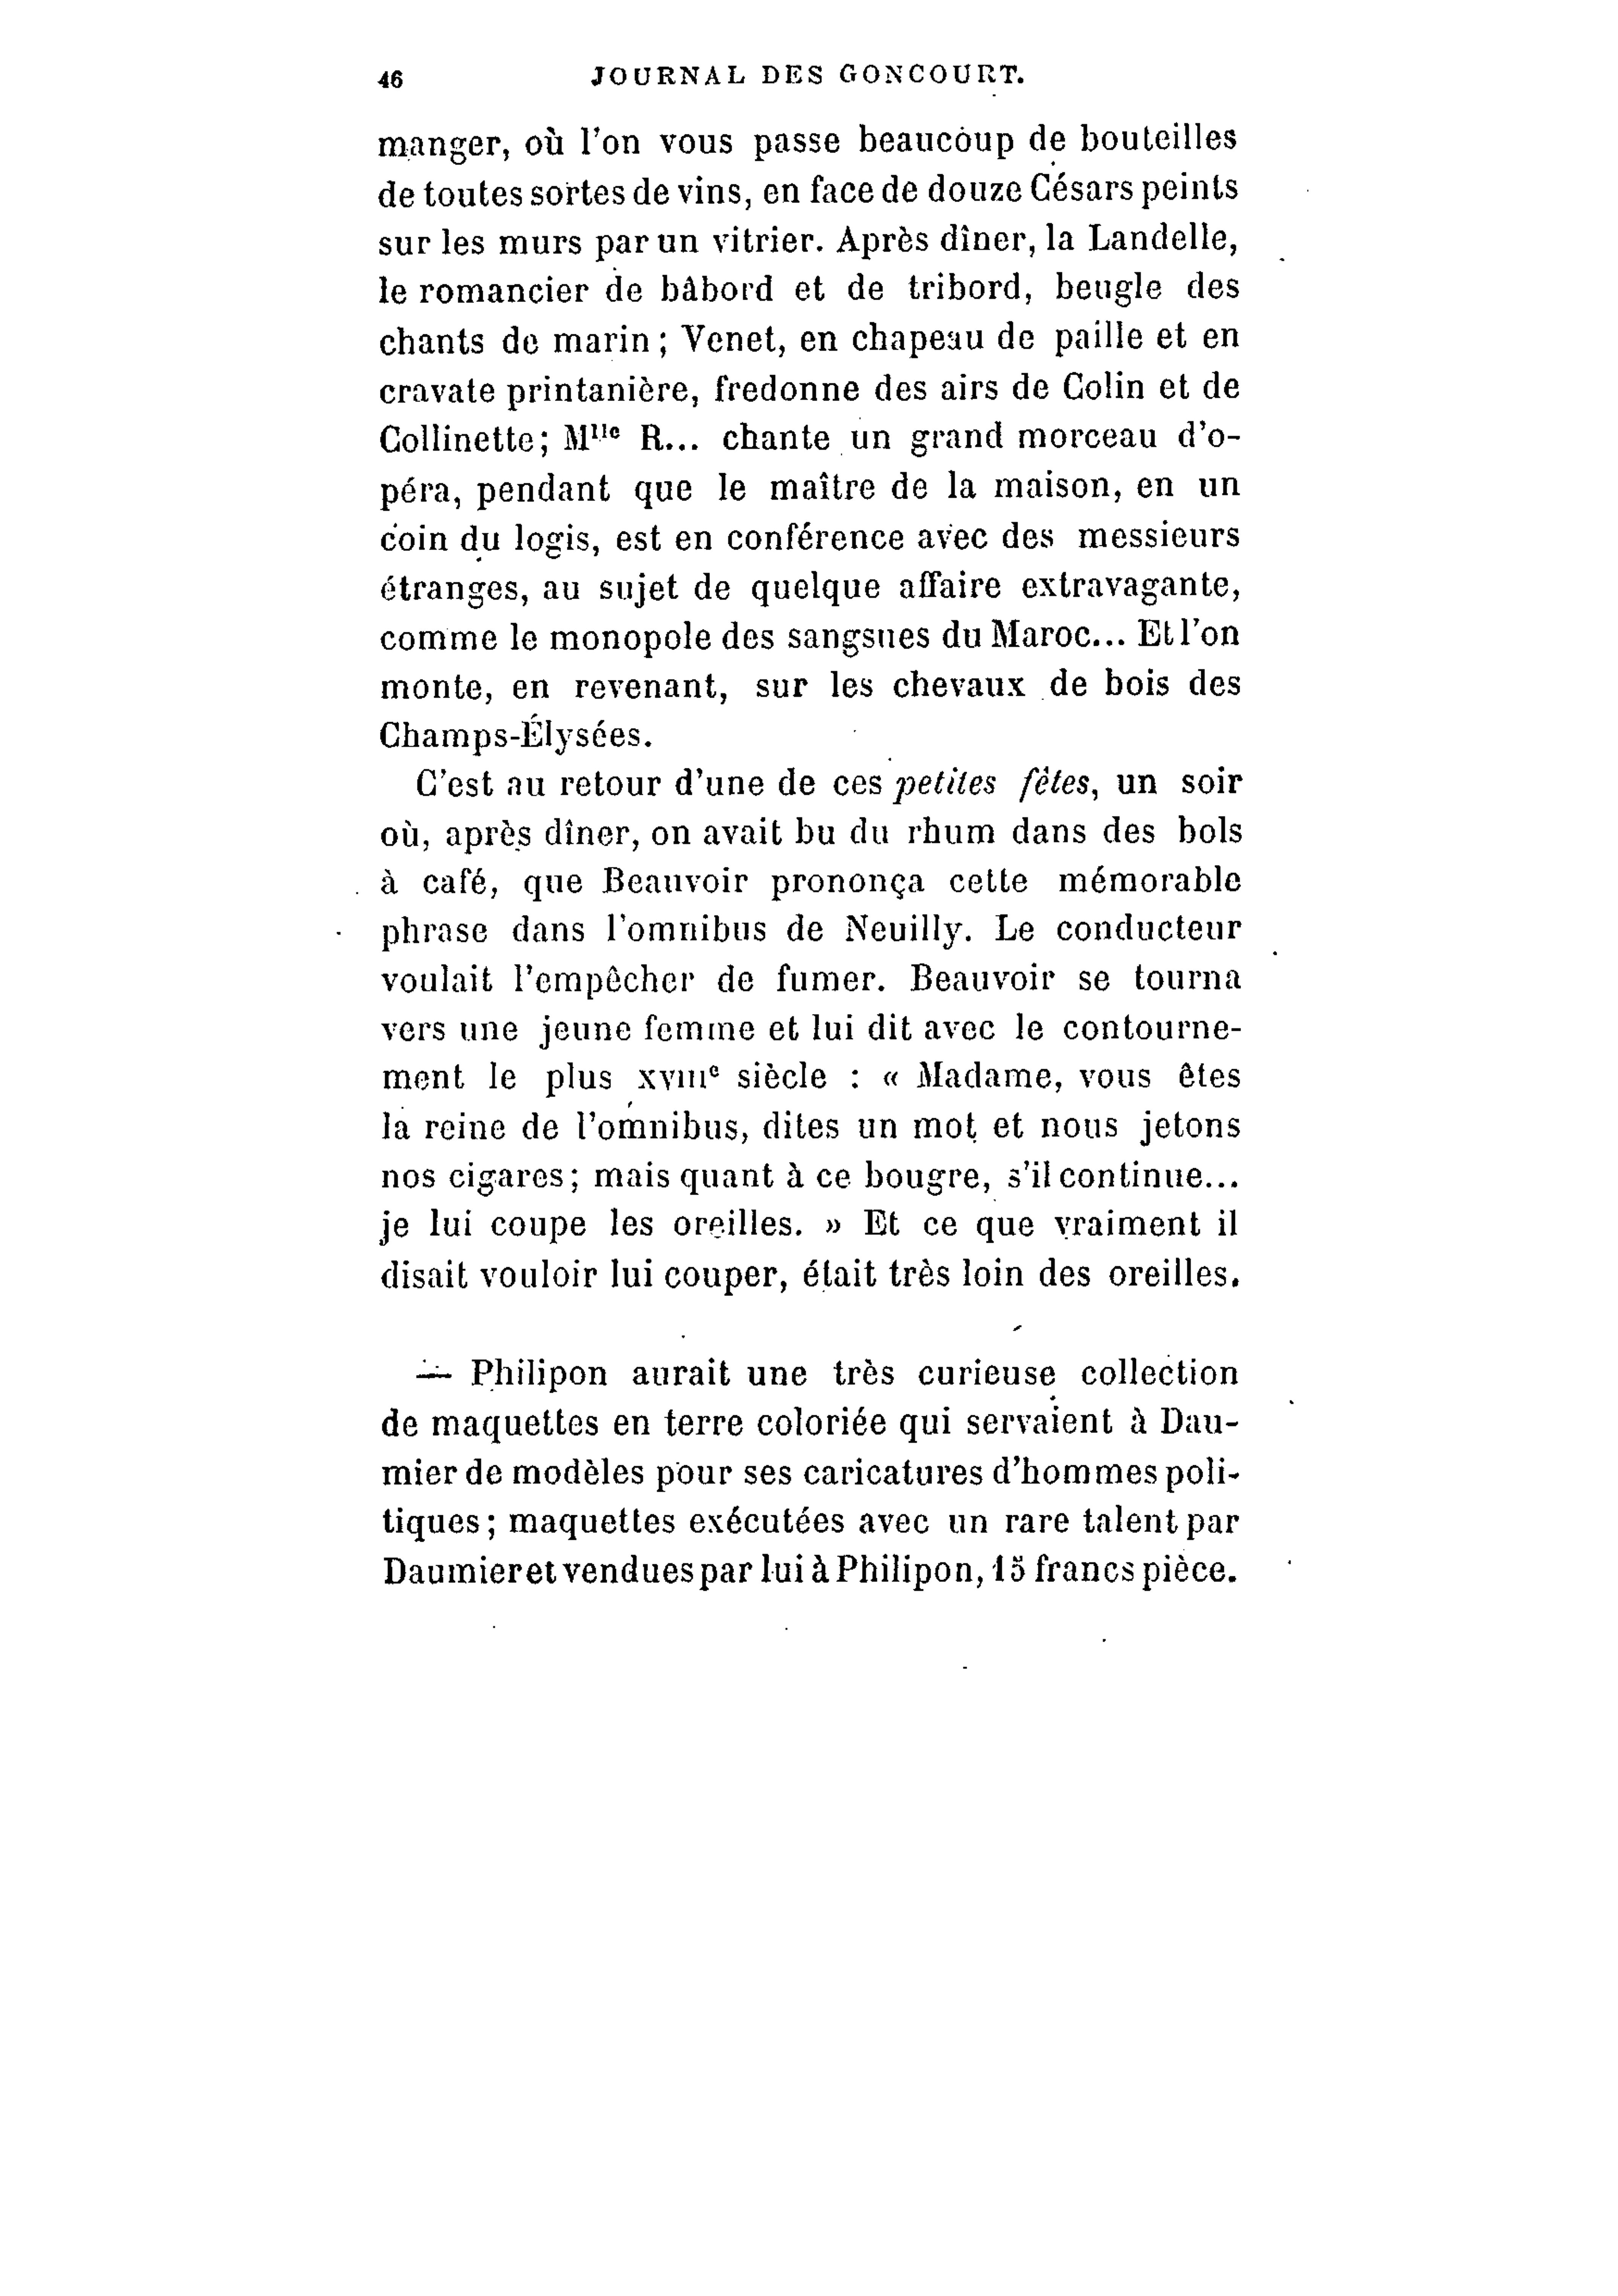 46 JOURNAL DES GONCOURT.
manger, où l'on vous passe beaucoup de bouteilles
de toutes sortes de vins, en face de douze Césars peints
sur les murs par un vitrier. Après dîner, la Landelle,
le romancier de bâbord et de tribord, beugle des
chants de marin ; Venet, en chapeau de paille et en
cravate printanière, fredonne des airs de Colin et de
Collinette; Mlle R... chante un grand morceau d'o-
péra, pendant que le maître de la maison, en un
coin du logis, est en conférence avec des messieurs
étranges, au sujet de quelque affaire extravagante,
comme le monopole des sangsues du Maroc... Et l'on
monte, en revenant, sur les chevaux de bois des
Champs-Élysées.
C'est au retour d'une de ces petites fêtes, un soir
où, après dîner, on avait bu du rhum dans des bols
à café, que Beauvoir prononça cette mémorable
phrase dans l'omnibus de Neuilly. Le conducteur
voulait l'empêcher de fumer. Beauvoir se tourna
vers une jeune femme et lui dit avec le contourne-
ment le plus XVIIIe siècle : « Madame, vous êtes
la reine de l'omnibus, dites un mot et nous jetons
nos cigares; mais quant à ce bougre, s'il continue...
je lui coupe les oreilles. » Et ce que vraiment il
disait vouloir lui couper, était très loin des oreilles.
— Philipon aurait une très curieuse collection
de maquettes en terre coloriée qui servaient à Dau-
mier de modèles pour ses caricatures d'hommes poli-
tiques; maquettes exécutées avec un rare talent par
Daumier et vendues par lui à Philipon, 15 francs pièce.